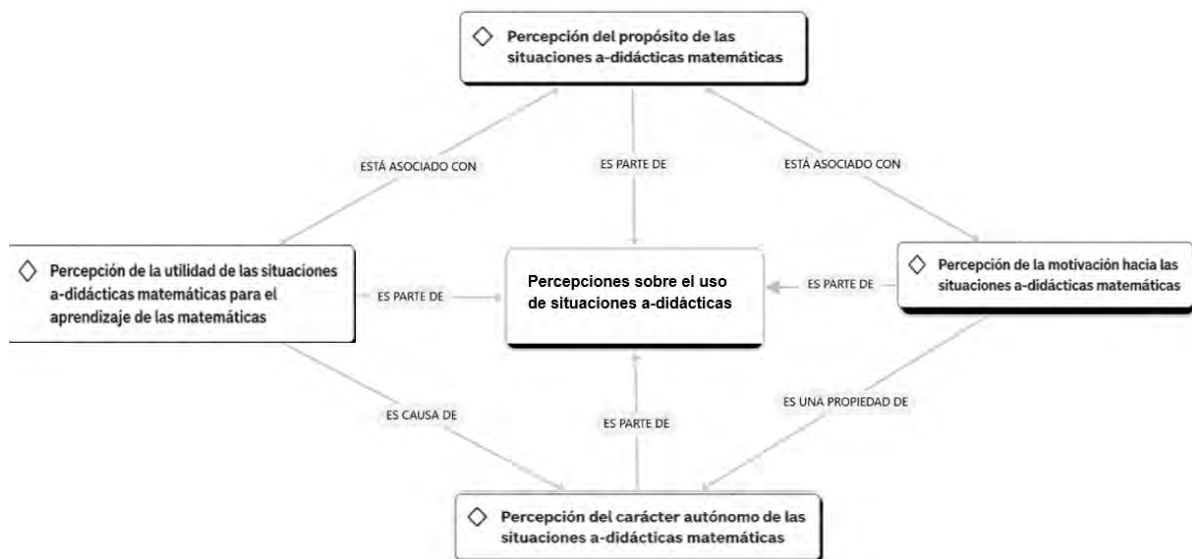 Percepción del propósito de las
situaciones a-didácticas matemáticas
ESTÁ ASOCIADO CON
ES PARTE DE
ESTÁ ASOCIADO CON
Percepción de la utilidad de las situaciones
a-didácticas matemáticas para el
aprendizaje de las matemáticas
ES PARTE DE
Percepciones sobre el uso
de situaciones a-didácticas
ES PARTE DE
Percepción de la motivación hacia las
situaciones a-didácticas matemáticas
ES CAUSA DE
ES PARTE DE
ES UNA PROPIEDAD DE
Percepción del carácter autónomo de las
situaciones a-didácticas matemáticas